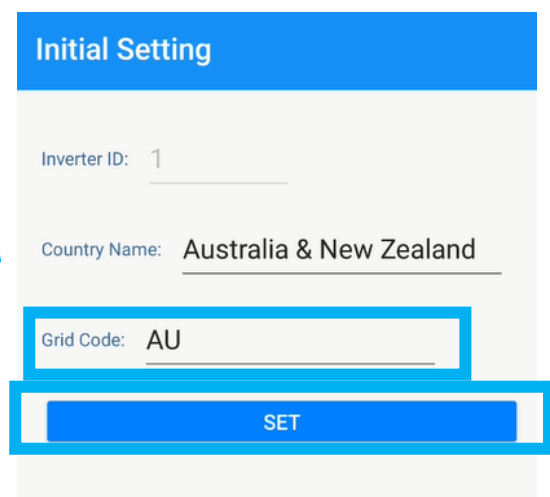 Initial Setting
Inverter ID: 1
Country Name: Australia & New Zealand
Grid Code: AU
SET